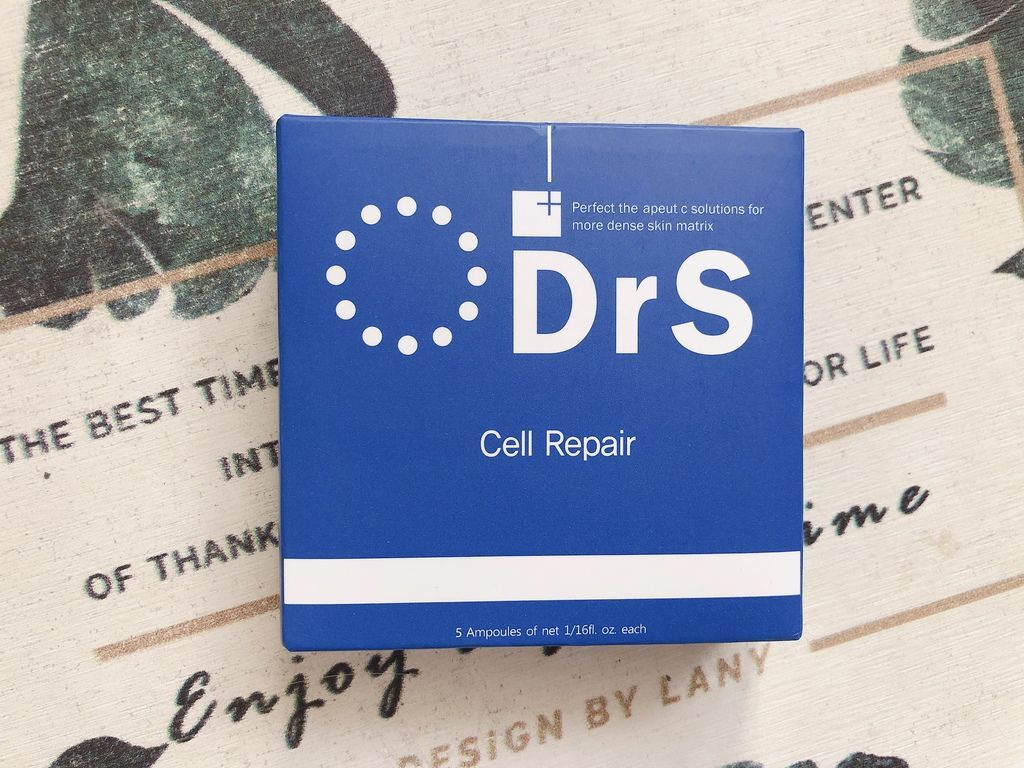 Perfect the apeut c solutions for
more dense skin matrix
DrS
Cell Repair
5 Ampoules of net 1/16fl. oz. each
ENTER
THE BEST TIME
OR LIFE
INT
OF THANK
ime
Enjoy
DESiGN BY LANY